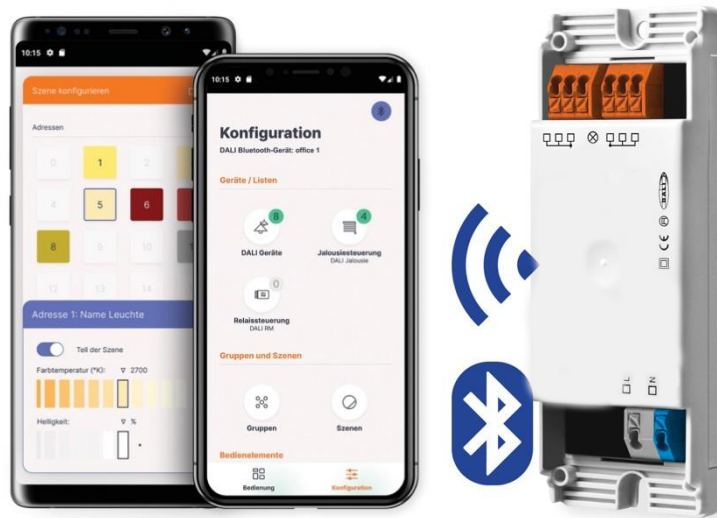 10:15
Szene konfigurieren
Adressen
0
1
2
4
5
6
8
9
10
12
13
14
Adresse 1: Name Leuchte
Teil der Szene
Farbtemperatur (°K):
2700
Helligkeit:
%
10:15
Konfiguration
DALI Bluetooth-Gerät: office 1
Geräte / Listen
8
DALI Geräte
4
Jalousiesteuerung
DALI Jalousie
0
Relaissteuerung
DALI RM
Gruppen und Szenen
Gruppen
Szenen
Bedienelemente
Bedienung
Konfiguration
DALI
CE
L
N